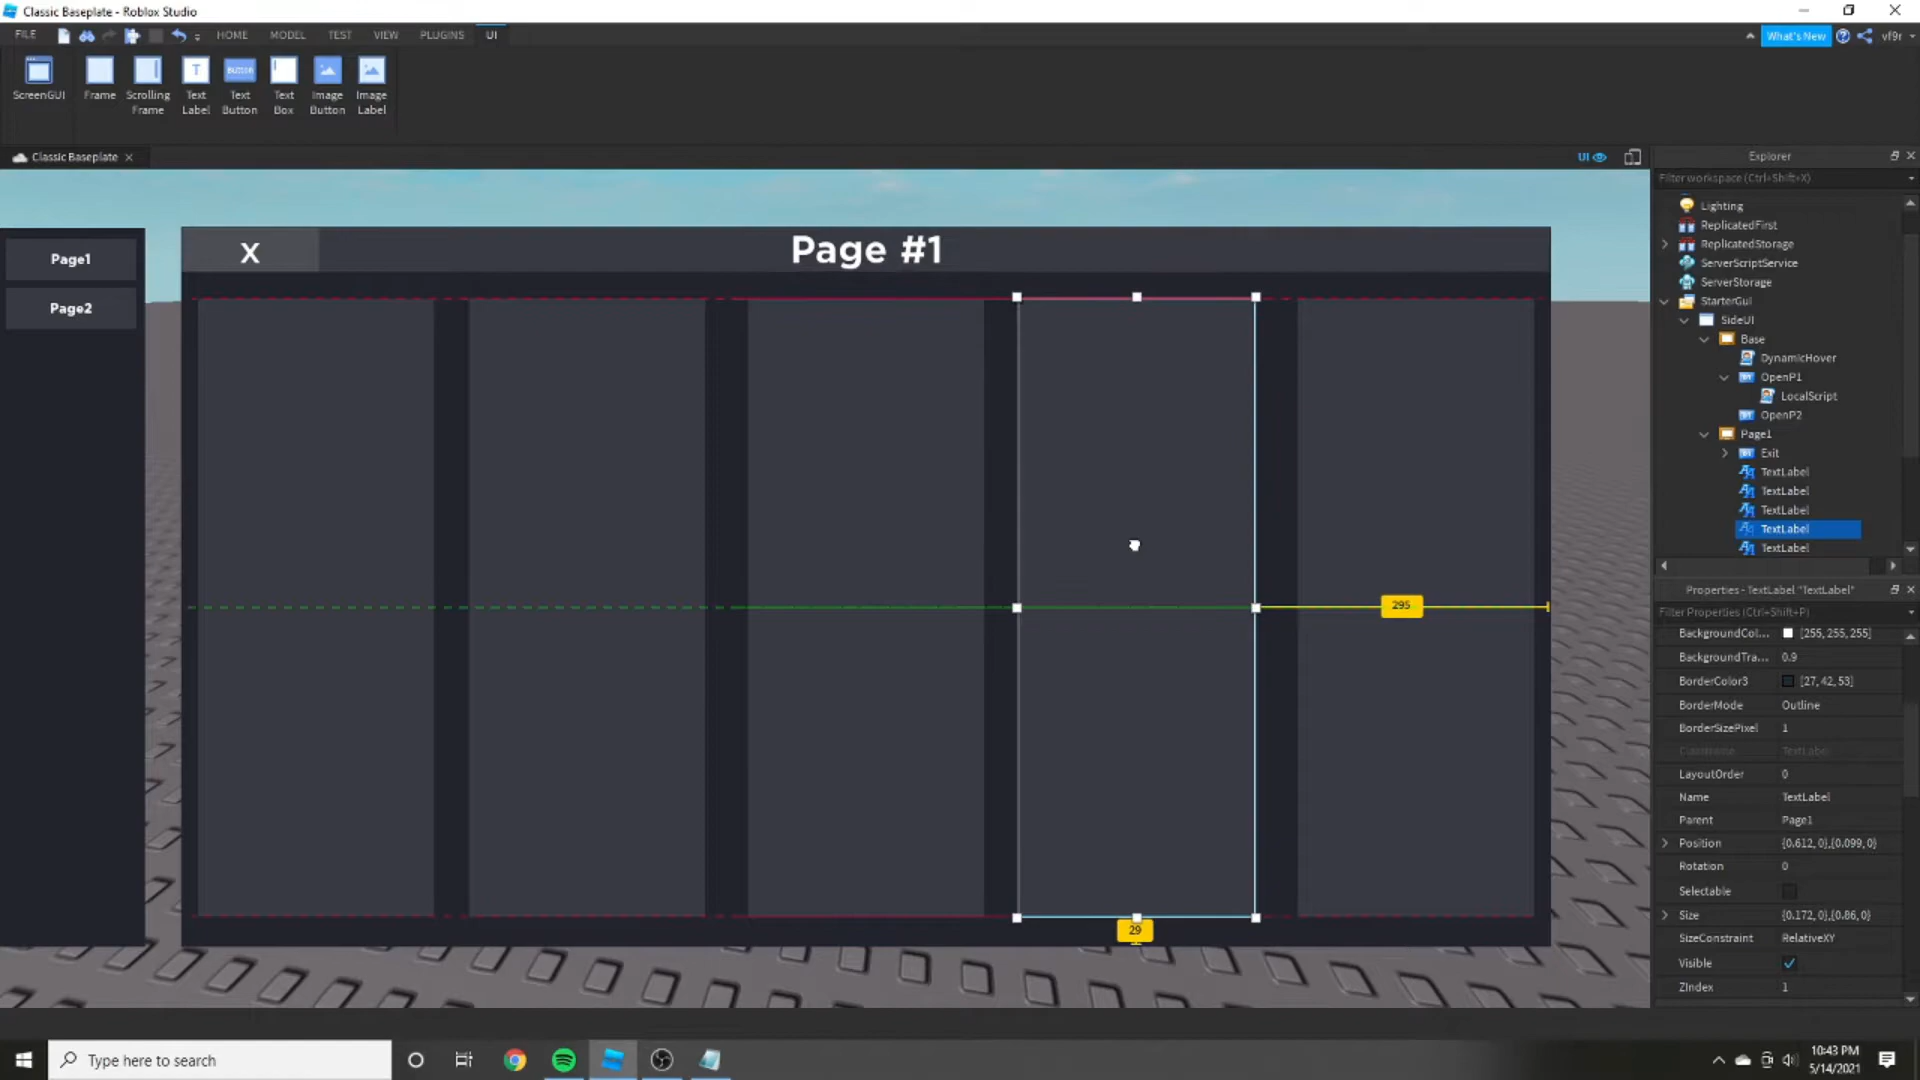 Classic Baseplate - Roblox Studio
FILE HOME MODEL TEST VIEW PLUGINS UI What's New vf9r
ScreenGUI Frame Scrolling Frame Text Label Text Button Button Text Box Image Button Image Label
Classic Baseplate UI
Explorer
Filter workspace (Ctrl+Shift+X)
Lighting
ReplicatedFirst
ReplicatedStorage
ServerScriptService
ServerStorage
StarterGui
SideUI
Base
DynamicHover
OpenP1
LocalScript
OpenP2
Page1
Exit
TextLabel
TextLabel
TextLabel
TextLabel
TextLabel
Page1
Page2
X
Page #1
295
29
Properties - TextLabel "TextLabel"
Filter Properties (Ctrl+Shift+P)
BackgroundCol... [255, 255, 255]
BackgroundTra... 0.9
BorderColor3 [27, 42, 53]
BorderMode Outline
BorderSizePixel 1
ClassName TextLabel
LayoutOrder 0
Name TextLabel
Parent Page1
Position {0.612, 0},{0.099, 0}
Rotation 0
Selectable
Size {0.172, 0},{0.86, 0}
SizeConstraint RelativeXY
Visible
ZIndex 1
Type here to search
10:43 PM
5/14/2021